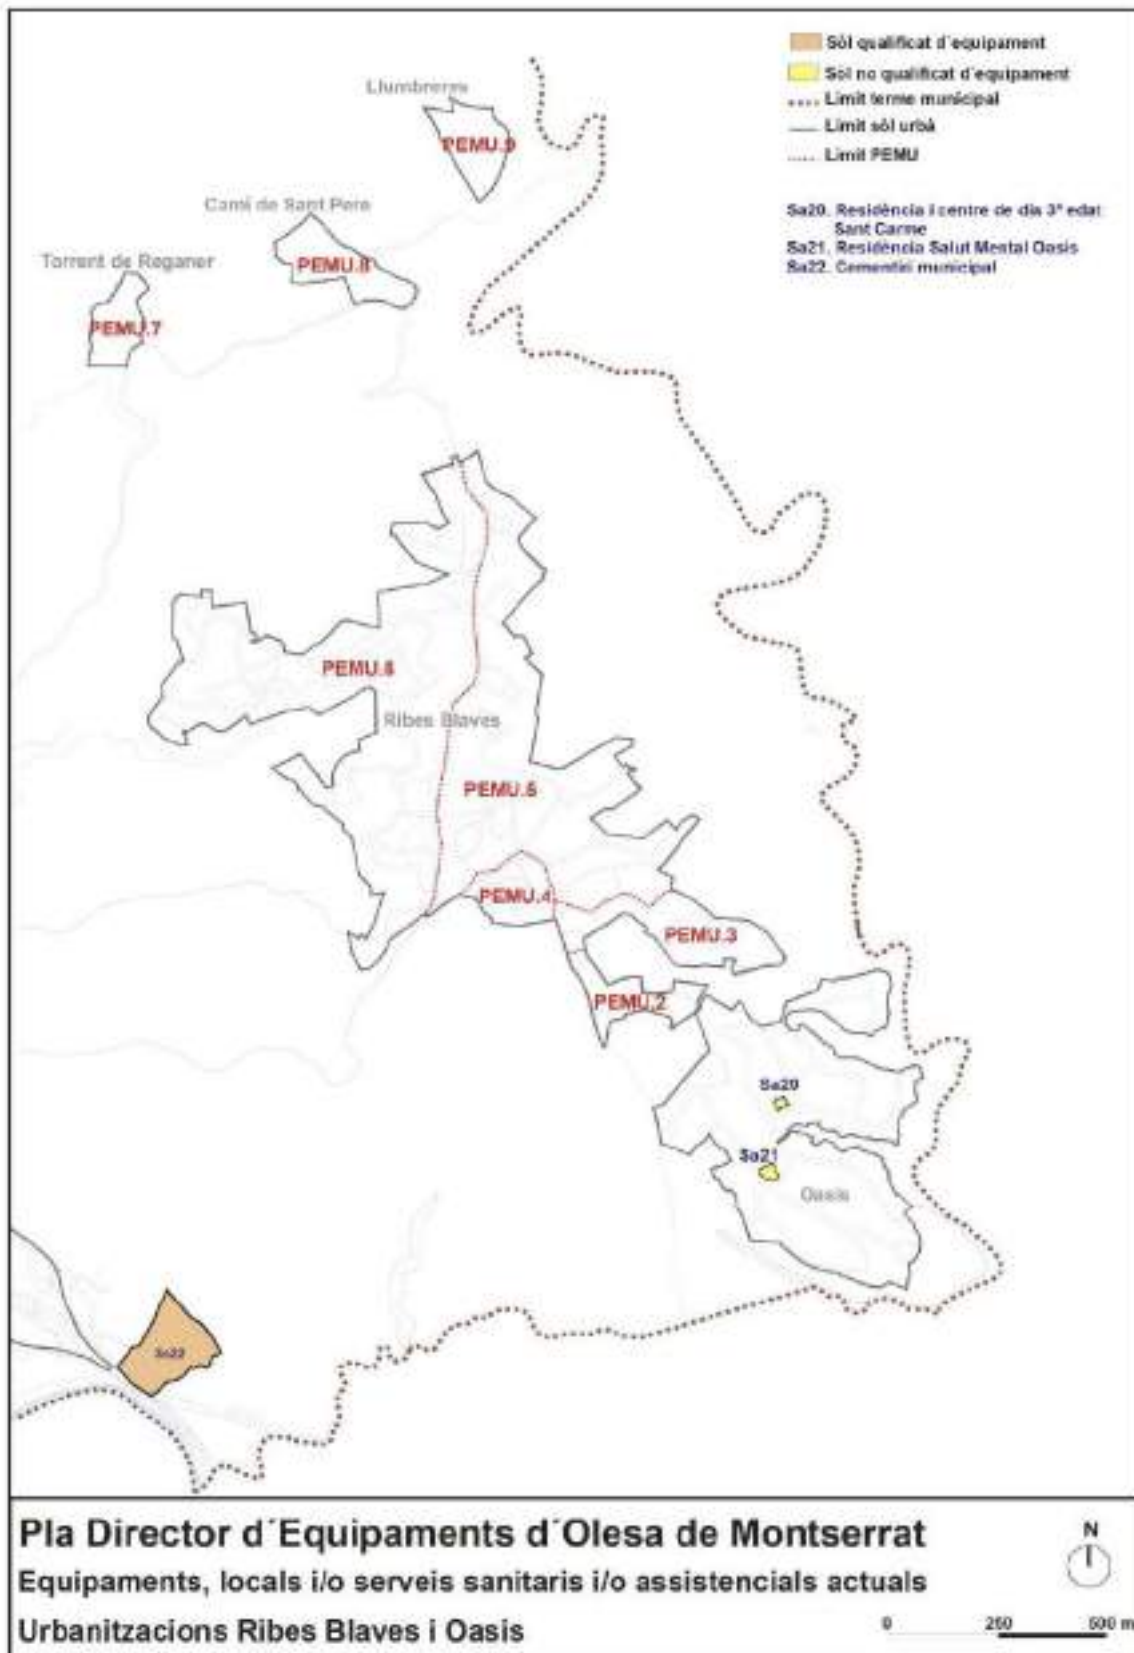 Sòl qualificat d´equipament
Sòl no qualificat d´equipament
Límit terme municipal
Límit sòl urbà
Límit PEMU
Sa20. Residència i centre de dia 3ª edat
Sant Carme
Sa21. Residència Salut Mental Oasis
Sa22. Cementiri municipal
Llumbreres
PEMU.9
Camí de Sant Pere
PEMU.8
Torrent de Reganer
PEMU.7
PEMU.6
Ribes Blaves
PEMU.5
PEMU.4
PEMU.3
PEMU.2
Sa20
Sa21
Oasis
Sa22
Pla Director d´Equipaments d´Olesa de Montserrat
Equipaments, locals i/o serveis sanitaris i/o assistencials actuals
Urbanitzacions Ribes Blaves i Oasis
N
0 250 500 m